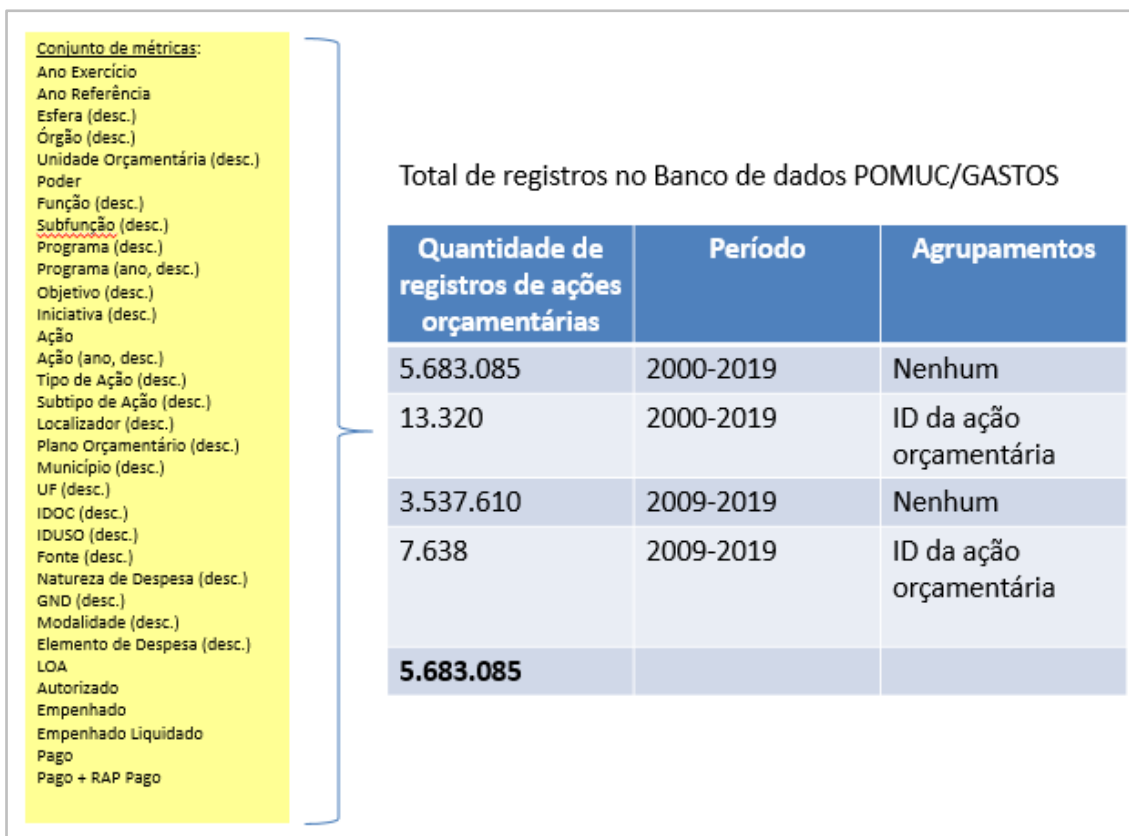 Conjunto de métricas:
Ano Exercício
Ano Referência
Esfera (desc.)
Órgão (desc.)
Unidade Orçamentária (desc.)
Poder
Função (desc.)
Subfunção (desc.)
Programa (desc.)
Programa (ano, desc.)
Objetivo (desc.)
Iniciativa (desc.)
Ação
Ação (ano, desc.)
Tipo de Ação (desc.)
Subtipo de Ação (desc.)
Localizador (desc.)
Plano Orçamentário (desc.)
Município (desc.)
UF (desc.)
IDOC (desc.)
IDUSO (desc.)
Fonte (desc.)
Natureza de Despesa (desc.)
GND (desc.)
Modalidade (desc.)
Elemento de Despesa (desc.)
LOA
Autorizado
Empenhado
Empenhado Liquidado
Pago
Pago + RAP Pago
Total de registros no Banco de dados POMUC/GASTOS
Quantidade de registros de ações orçamentárias Período Agrupamentos
5.683.085 2000-2019 Nenhum
13.320 2000-2019 ID da ação orçamentária
3.537.610 2009-2019 Nenhum
7.638 2009-2019 ID da ação orçamentária
5.683.085